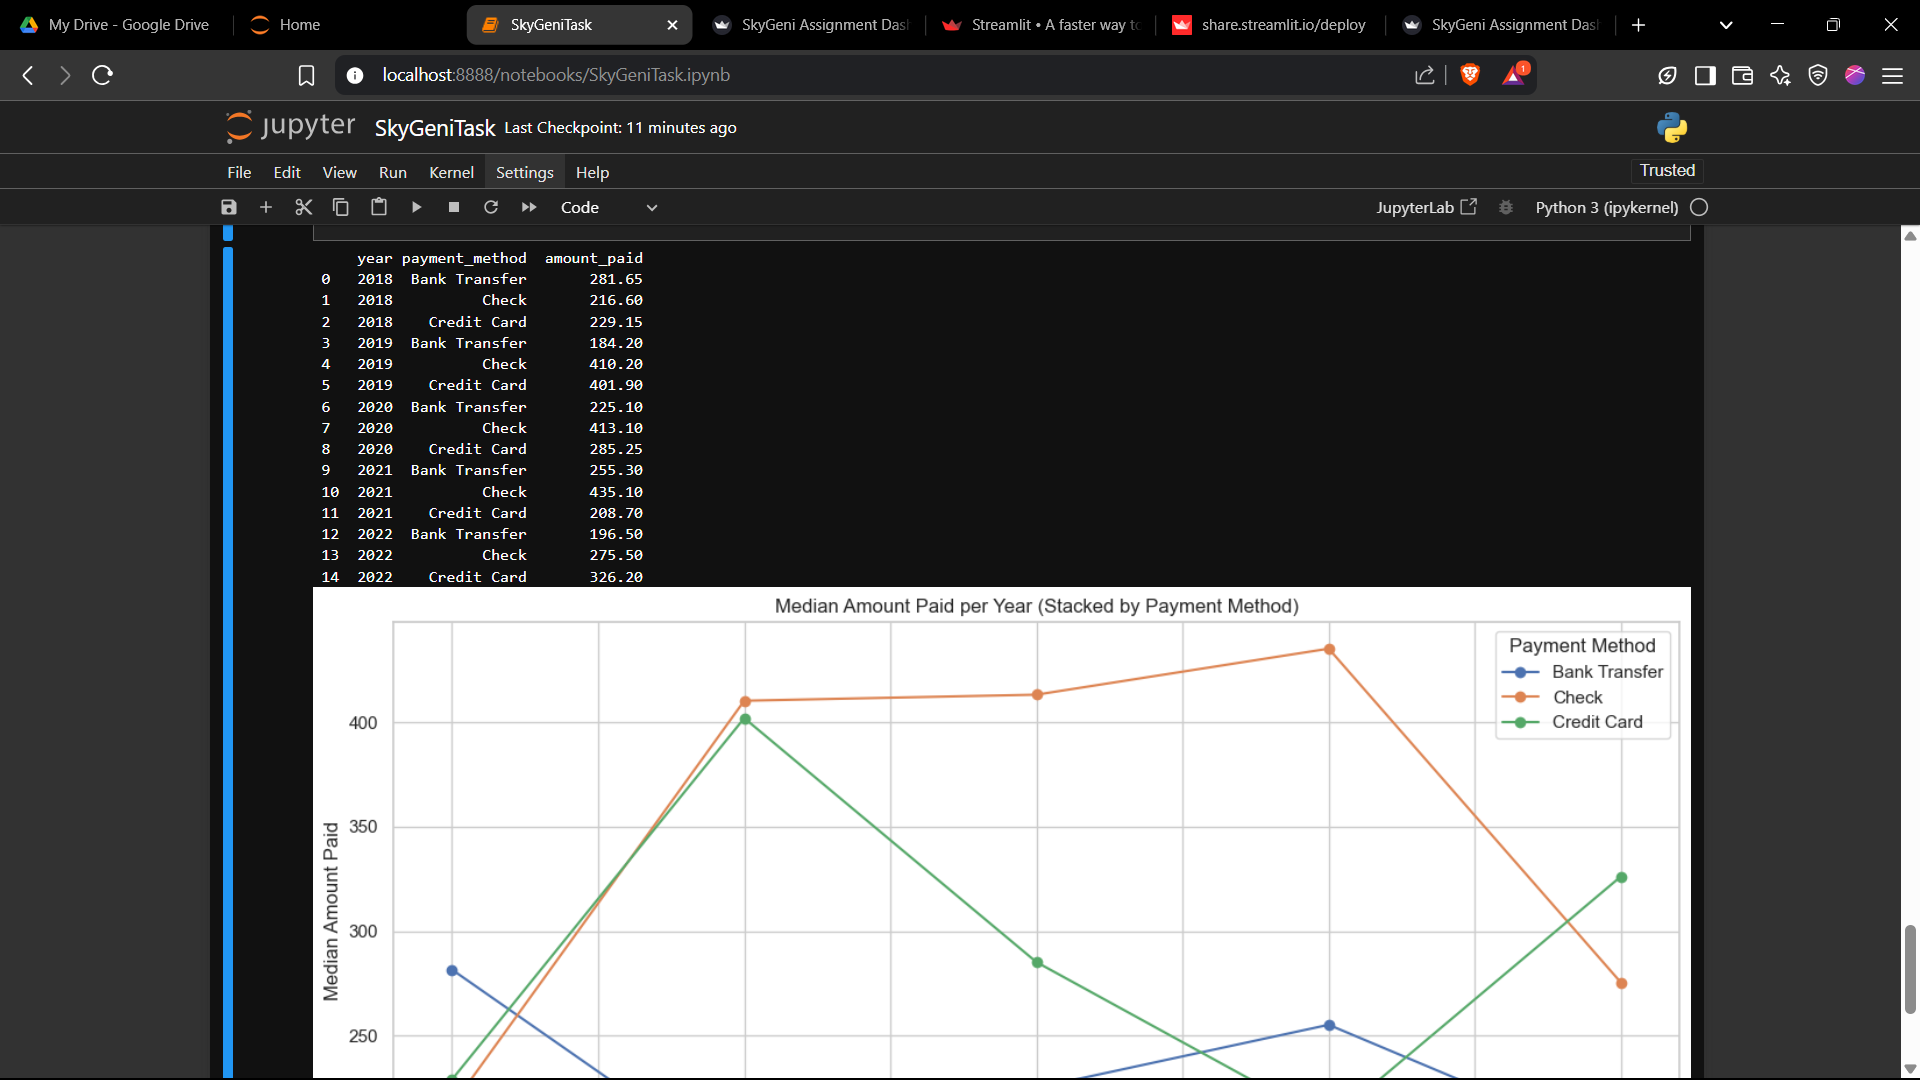 My Drive - Google Drive
Home
SkyGeniTask
SkyGeni Assignment Das
Streamlit • A faster way to
share.streamlit.io/deploy
SkyGeni Assignment Das
localhost:8888/notebooks/SkyGeniTask.ipynb
1
jupyter SkyGeniTask Last Checkpoint: 11 minutes ago
File Edit View Run Kernel Settings Help
Trusted
Code
JupyterLab
Python 3 (ipykernel)
year payment_method amount_paid
0 2018 Bank Transfer 281.65
1 2018 Check 216.60
2 2018 Credit Card 229.15
3 2019 Bank Transfer 184.20
4 2019 Check 410.20
5 2019 Credit Card 401.90
6 2020 Bank Transfer 225.10
7 2020 Check 413.10
8 2020 Credit Card 285.25
9 2021 Bank Transfer 255.30
10 2021 Check 435.10
11 2021 Credit Card 208.70
12 2022 Bank Transfer 196.50
13 2022 Check 275.50
14 2022 Credit Card 326.20
Median Amount Paid per Year (Stacked by Payment Method)
Payment Method
Bank Transfer
Check
Credit Card
Median Amount Paid
400
350
300
250